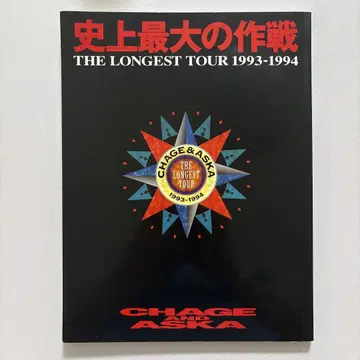 史上最大の作戦
THE LONGEST TOUR 1993-1994
CHAGE&ASKA
THE
LONGEST
TOUR
1993-1994
CHAGE
AND
ASKA